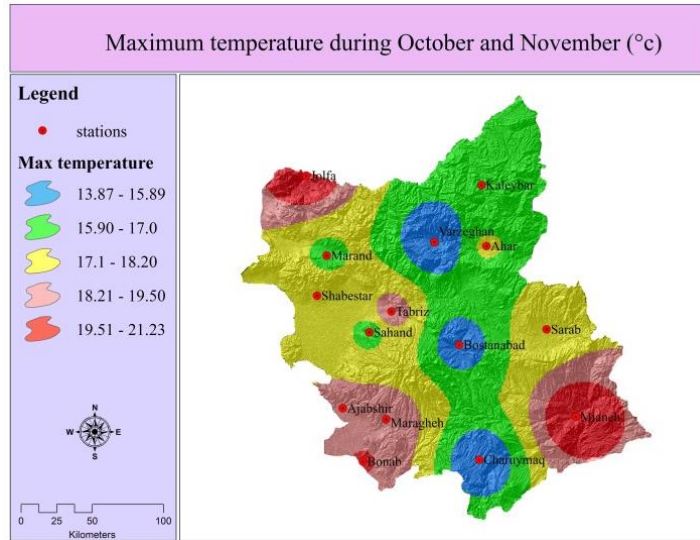 Maximum temperature during October and November (°c)
Legend
stations
Max temperature
13.87 - 15.89
15.90 - 17.0
17.1 - 18.20
18.21 - 19.50
19.51 - 21.23
N
W E
S
0 25 50 100
Kilometers
Jolfa
Kaleybar
Varzeghan
Ahar
Marand
Shabestar
Tabriz
Sahand
Sarab
Bostanabad
Ajabshir
Maragheh
Mianeh
Bonab
Charuymaq